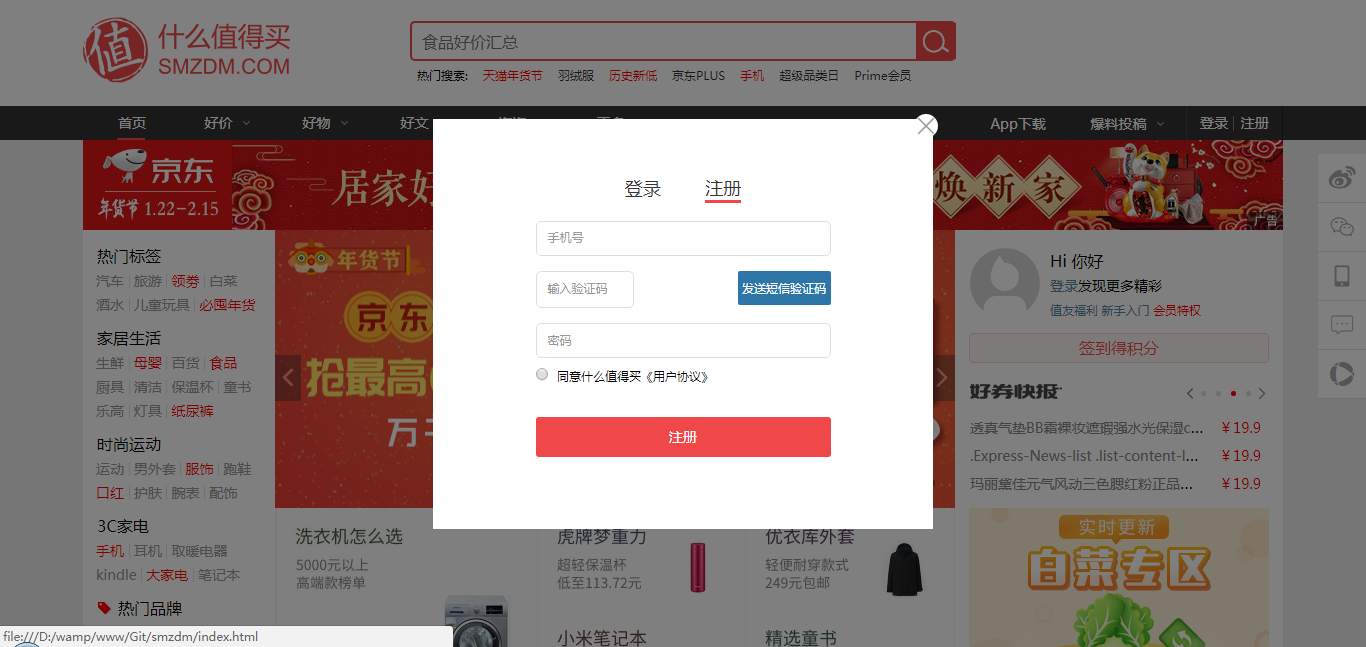 什么值得买
SMZDM.COM
食品好价汇总
热门搜索: 天猫年货节 羽绒服 历史新低 京东PLUS 手机 超级品类日 Prime会员
首页 好价 好物 好文 App下载 爆料投稿 登录 注册
京东
年货节 1.22-2.15
居家好
焕新家
广告
登录 注册
手机号
输入验证码 发送短信验证码
密码
同意什么值得买《用户协议》
注册
热门标签
汽车 旅游 领券 白菜
酒水 儿童玩具 必囤年货
家居生活
生鲜 母婴 百货 食品
厨具 清洁 保温杯 童书
乐高 灯具 纸尿裤
时尚运动
运动 男外套 服饰 跑鞋
口红 护肤 腕表 配饰
3C家电
手机 耳机 取暖电器
kindle 大家电 笔记本
热门品牌
年货节
京东
抢最高
万
洗衣机怎么选
5000元以上
高端款榜单
虎牌梦重力
超轻保温杯
低至113.72元
优衣库外套
轻便耐穿款式
249元包邮
小米笔记本
精选童书
Hi 你好
登录发现更多精彩
值友福利 新手入门 会员特权
签到得积分
好券快报
透真气垫BB霜裸妆遮瑕强水光保湿c... ¥19.9
.Express-News-list .list-content-l... ¥19.9
玛丽黛佳元气风动三色腮红粉正品... ¥19.9
实时更新
白菜专区
file:///D:/wamp/www/Git/smzdm/index.html